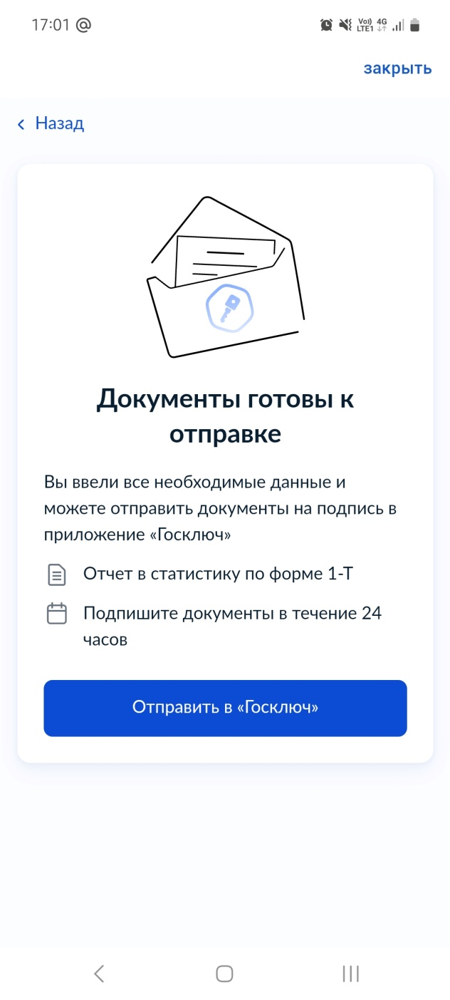 17:01 @
Vo)) 4G
LTE1
закрыть
Назад
Документы готовы к
отправке
Вы ввели все необходимые данные и
можете отправить документы на подпись в
приложение «Госключ»
Отчет в статистику по форме 1-Т
Подпишите документы в течение 24
часов
Отправить в «Госключ»